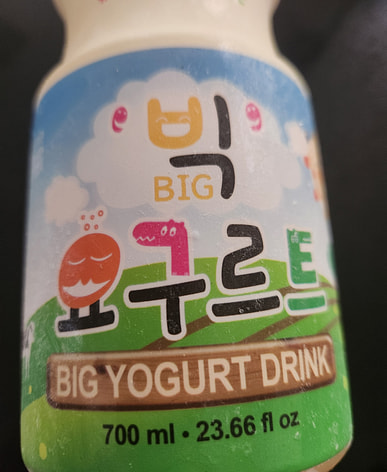 빅
BIG
요구르트
BIG YOGURT DRINK
700 ml • 23.66 fl oz